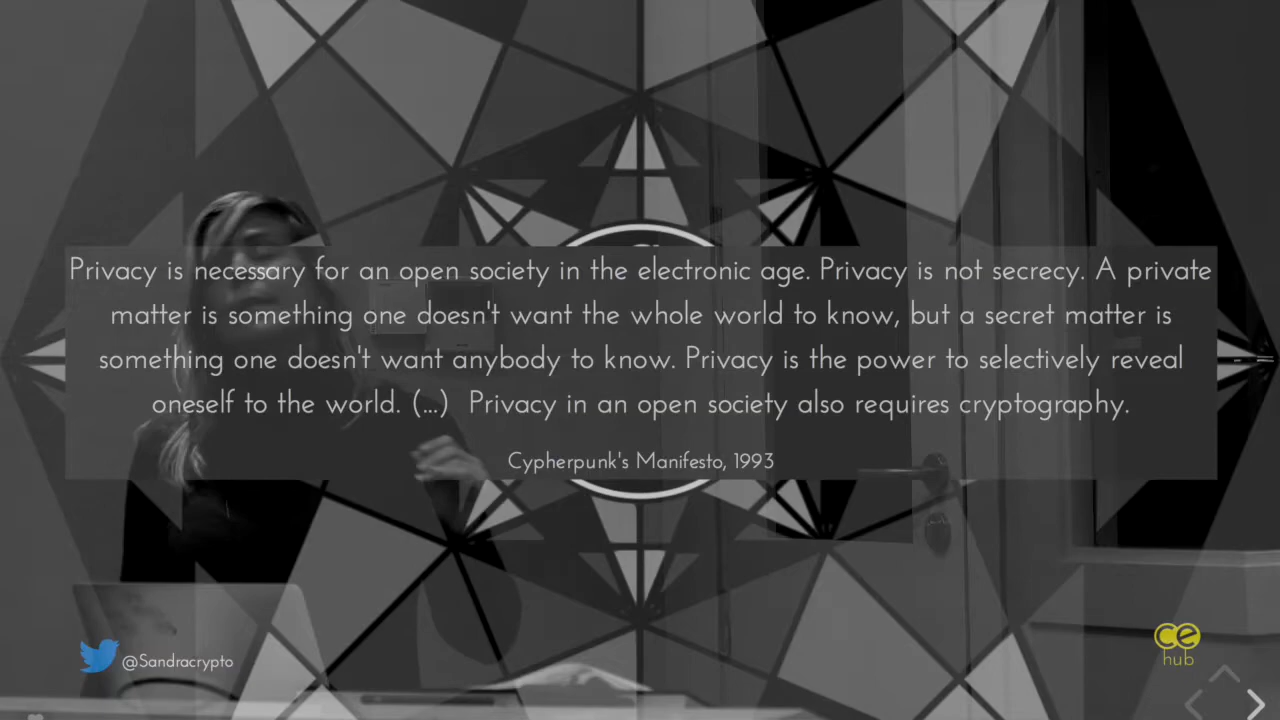 Privacy is necessary for an open society in the electronic age. Privacy is not secrecy. A private
matter is something one doesn't want the whole world to know, but a secret matter is
something one doesn't want anybody to know. Privacy is the power to selectively reveal
oneself to the world. (...) Privacy in an open society also requires cryptography.
Cypherpunk's Manifesto, 1993
@Sandracrypto
ce
hub